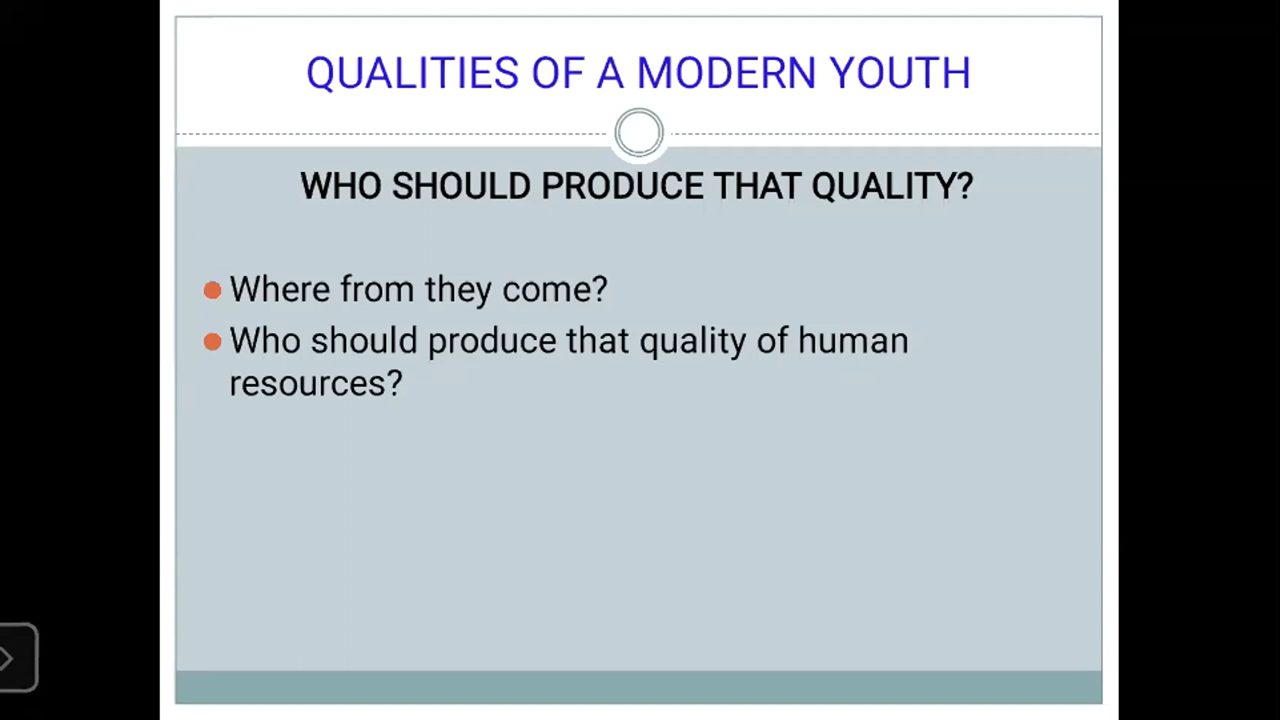 QUALITIES OF A MODERN YOUTH
WHO SHOULD PRODUCE THAT QUALITY?
Where from they come?
Who should produce that quality of human
resources?